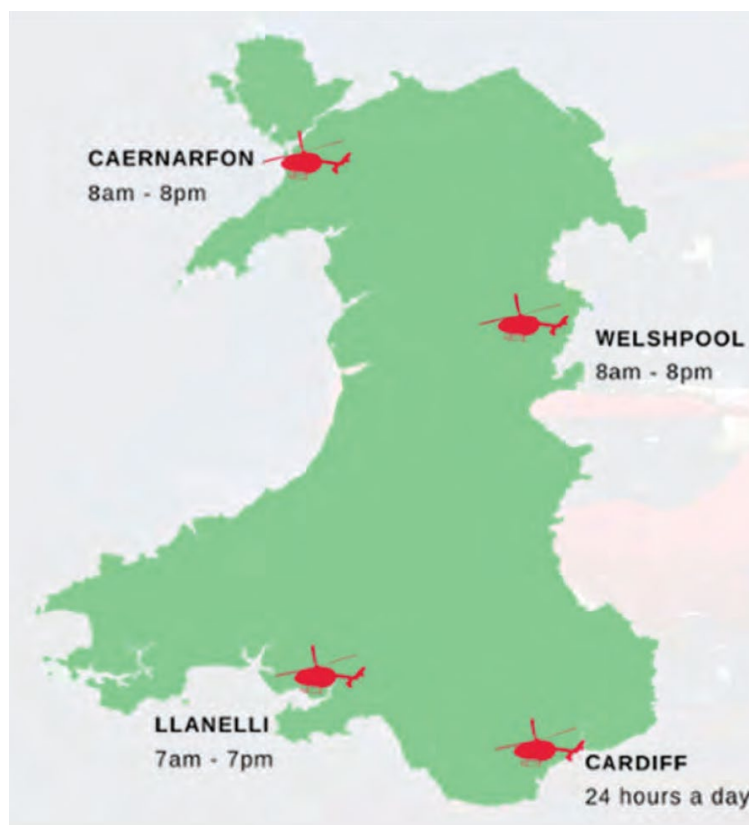 CAERNARFON
8am - 8pm
WELSHPOOL
8am - 8pm
LLANELLI
7am - 7pm
CARDIFF
24 hours a day